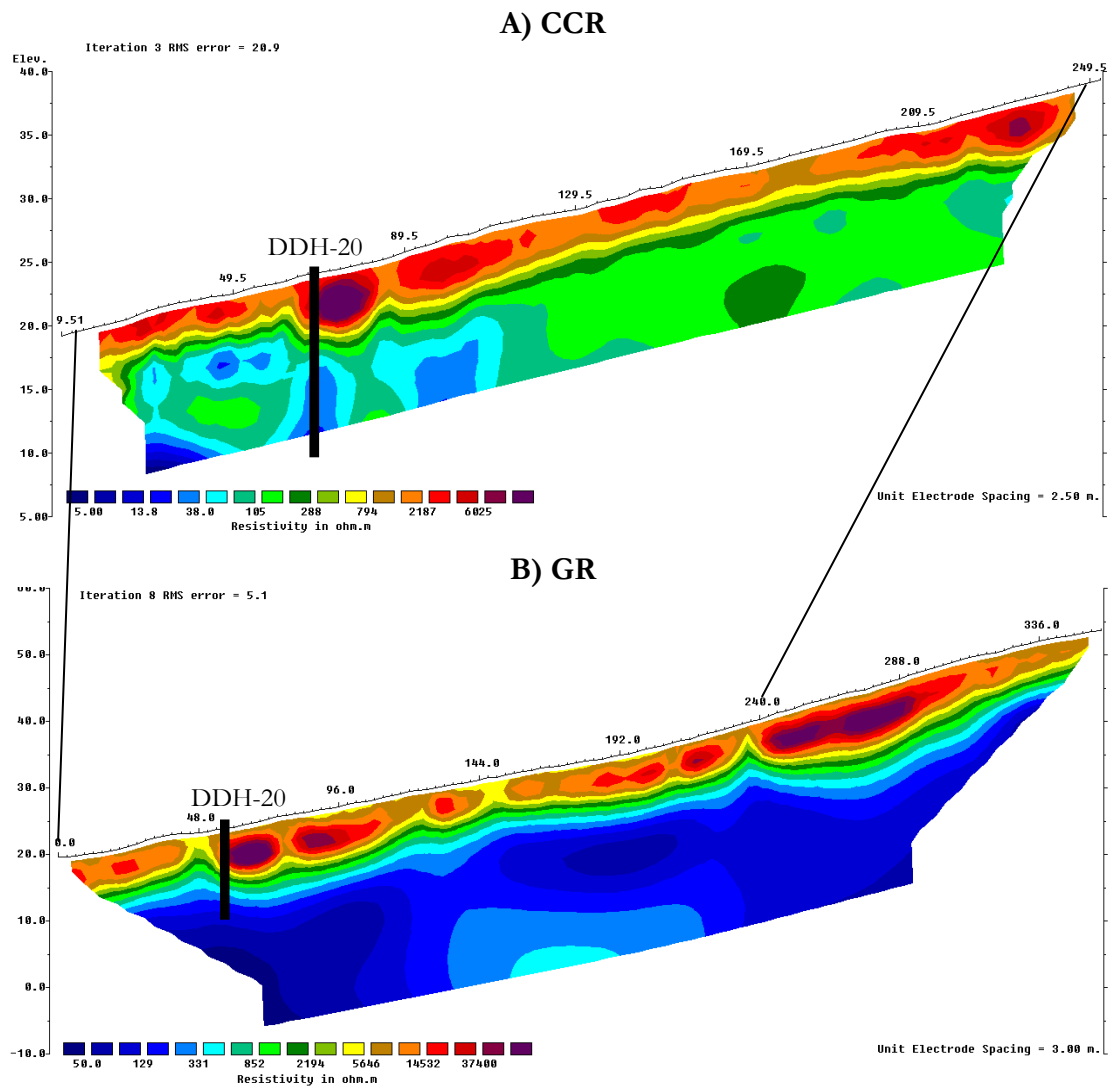 A) CCR
Iteration 3 RMS error = 20.9
Elev.
40.0
249.5
35.0
209.5
169.5
30.0
129.5
DDH-20
89.5
25.0
49.5
20.0
9.51
15.0
10.0
5.00
5.00 13.8 38.0 105 288 794 2187 6025
Resistivity in ohm.m
Unit Electrode Spacing = 2.50 m.
B) GR
Iteration 8 RMS error = 5.1
50.0
336.0
288.0
40.0
240.0
192.0
30.0
144.0
DDH-20
96.0
48.0
20.0
0.0
10.0
0.0
-10.0
50.0 129 331 852 2194 5646 14532 37400
Resistivity in ohm.m
Unit Electrode Spacing = 3.00 m.